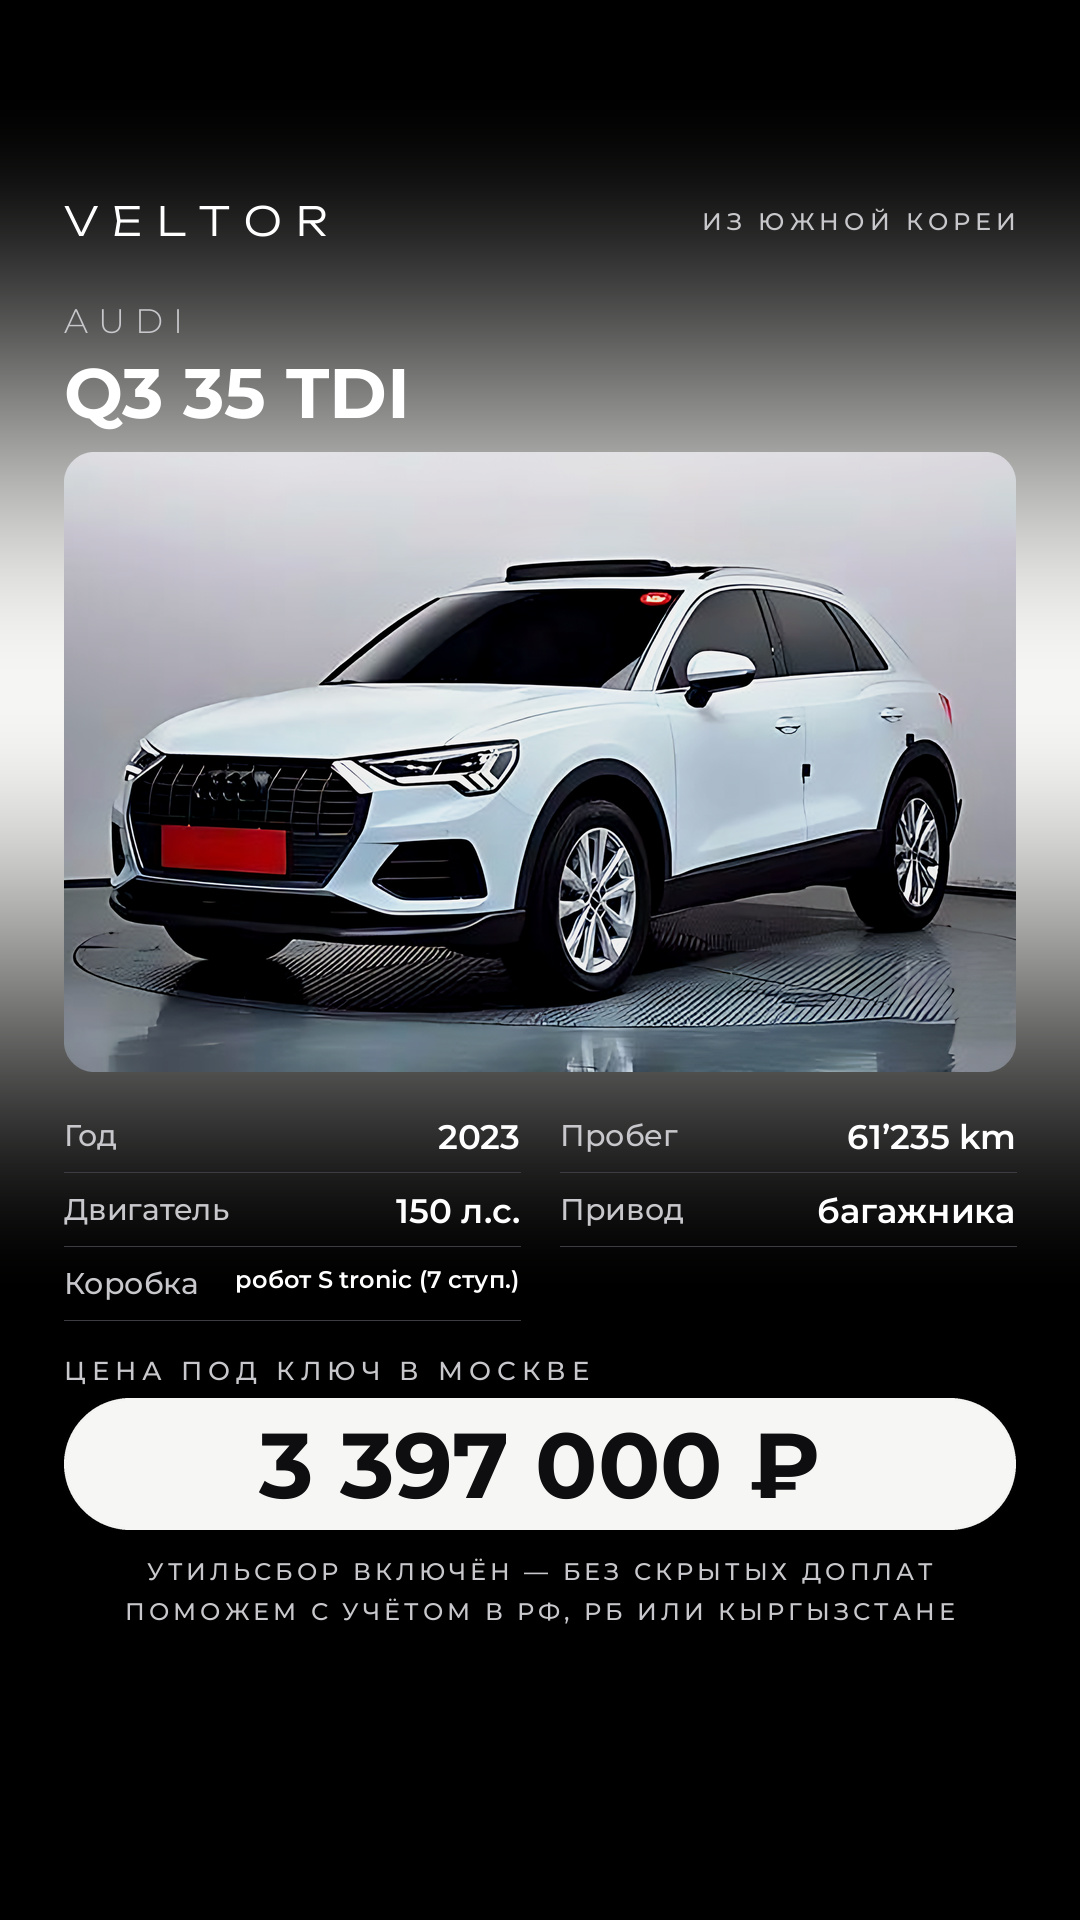 VELTOR
ИЗ ЮЖНОЙ КОРЕИ
AUDI
Q3 35 TDI
Год 2023
Пробег 61’235 km
Двигатель 150 л.с.
Привод багажника
Коробка робот S tronic (7 ступ.)
ЦЕНА ПОД КЛЮЧ В МОСКВЕ
3 397 000 ₽
УТИЛЬСБОР ВКЛЮЧЁН — БЕЗ СКРЫТЫХ ДОПЛАТ
ПОМОЖЕМ С УЧЁТОМ В РФ, РБ ИЛИ КЫРГЫЗСТАНЕ